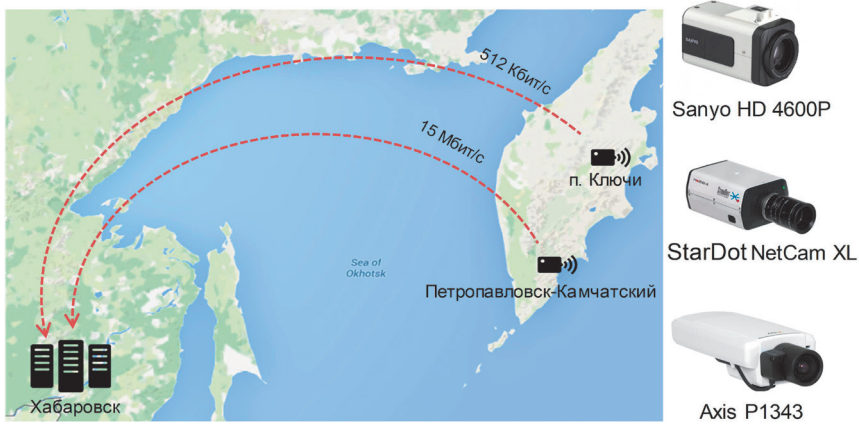 512 Кбит/с
15 Мбит/с
п. Ключи
Sea of
Okhotsk
Петропавловск-Камчатский
Хабаровск
SANYO
Sanyo HD 4600P
StarDot NetCam XL
Axis P1343